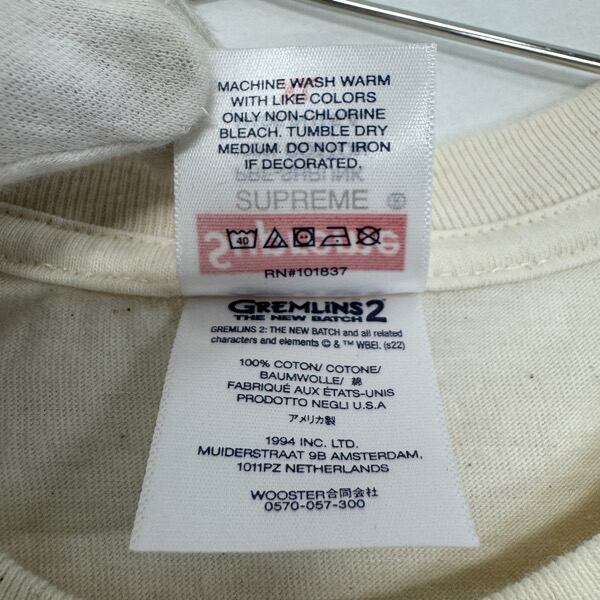 MACHINE WASH WARM
WITH LIKE COLORS
ONLY NON-CHLORINE
BLEACH. TUMBLE DRY
MEDIUM. DO NOT IRON
IF DECORATED.
SUPREME ®
Supreme
40
RN#101837
GREMLINS 2
THE NEW BATCH
GREMLINS 2: THE NEW BATCH and all related
characters and elements © & ™ WBEI. (s22)
100% COTON/ COTONE/
BAUMWOLLE/ 綿
FABRIQUÉ AUX ÉTATS-UNIS
PRODOTTO NEGLI U.S.A
アメリカ製
1994 INC. LTD.
MUIDERSTRAAT 9B AMSTERDAM,
1011PZ NETHERLANDS
WOOSTER合同会社
0570-057-300